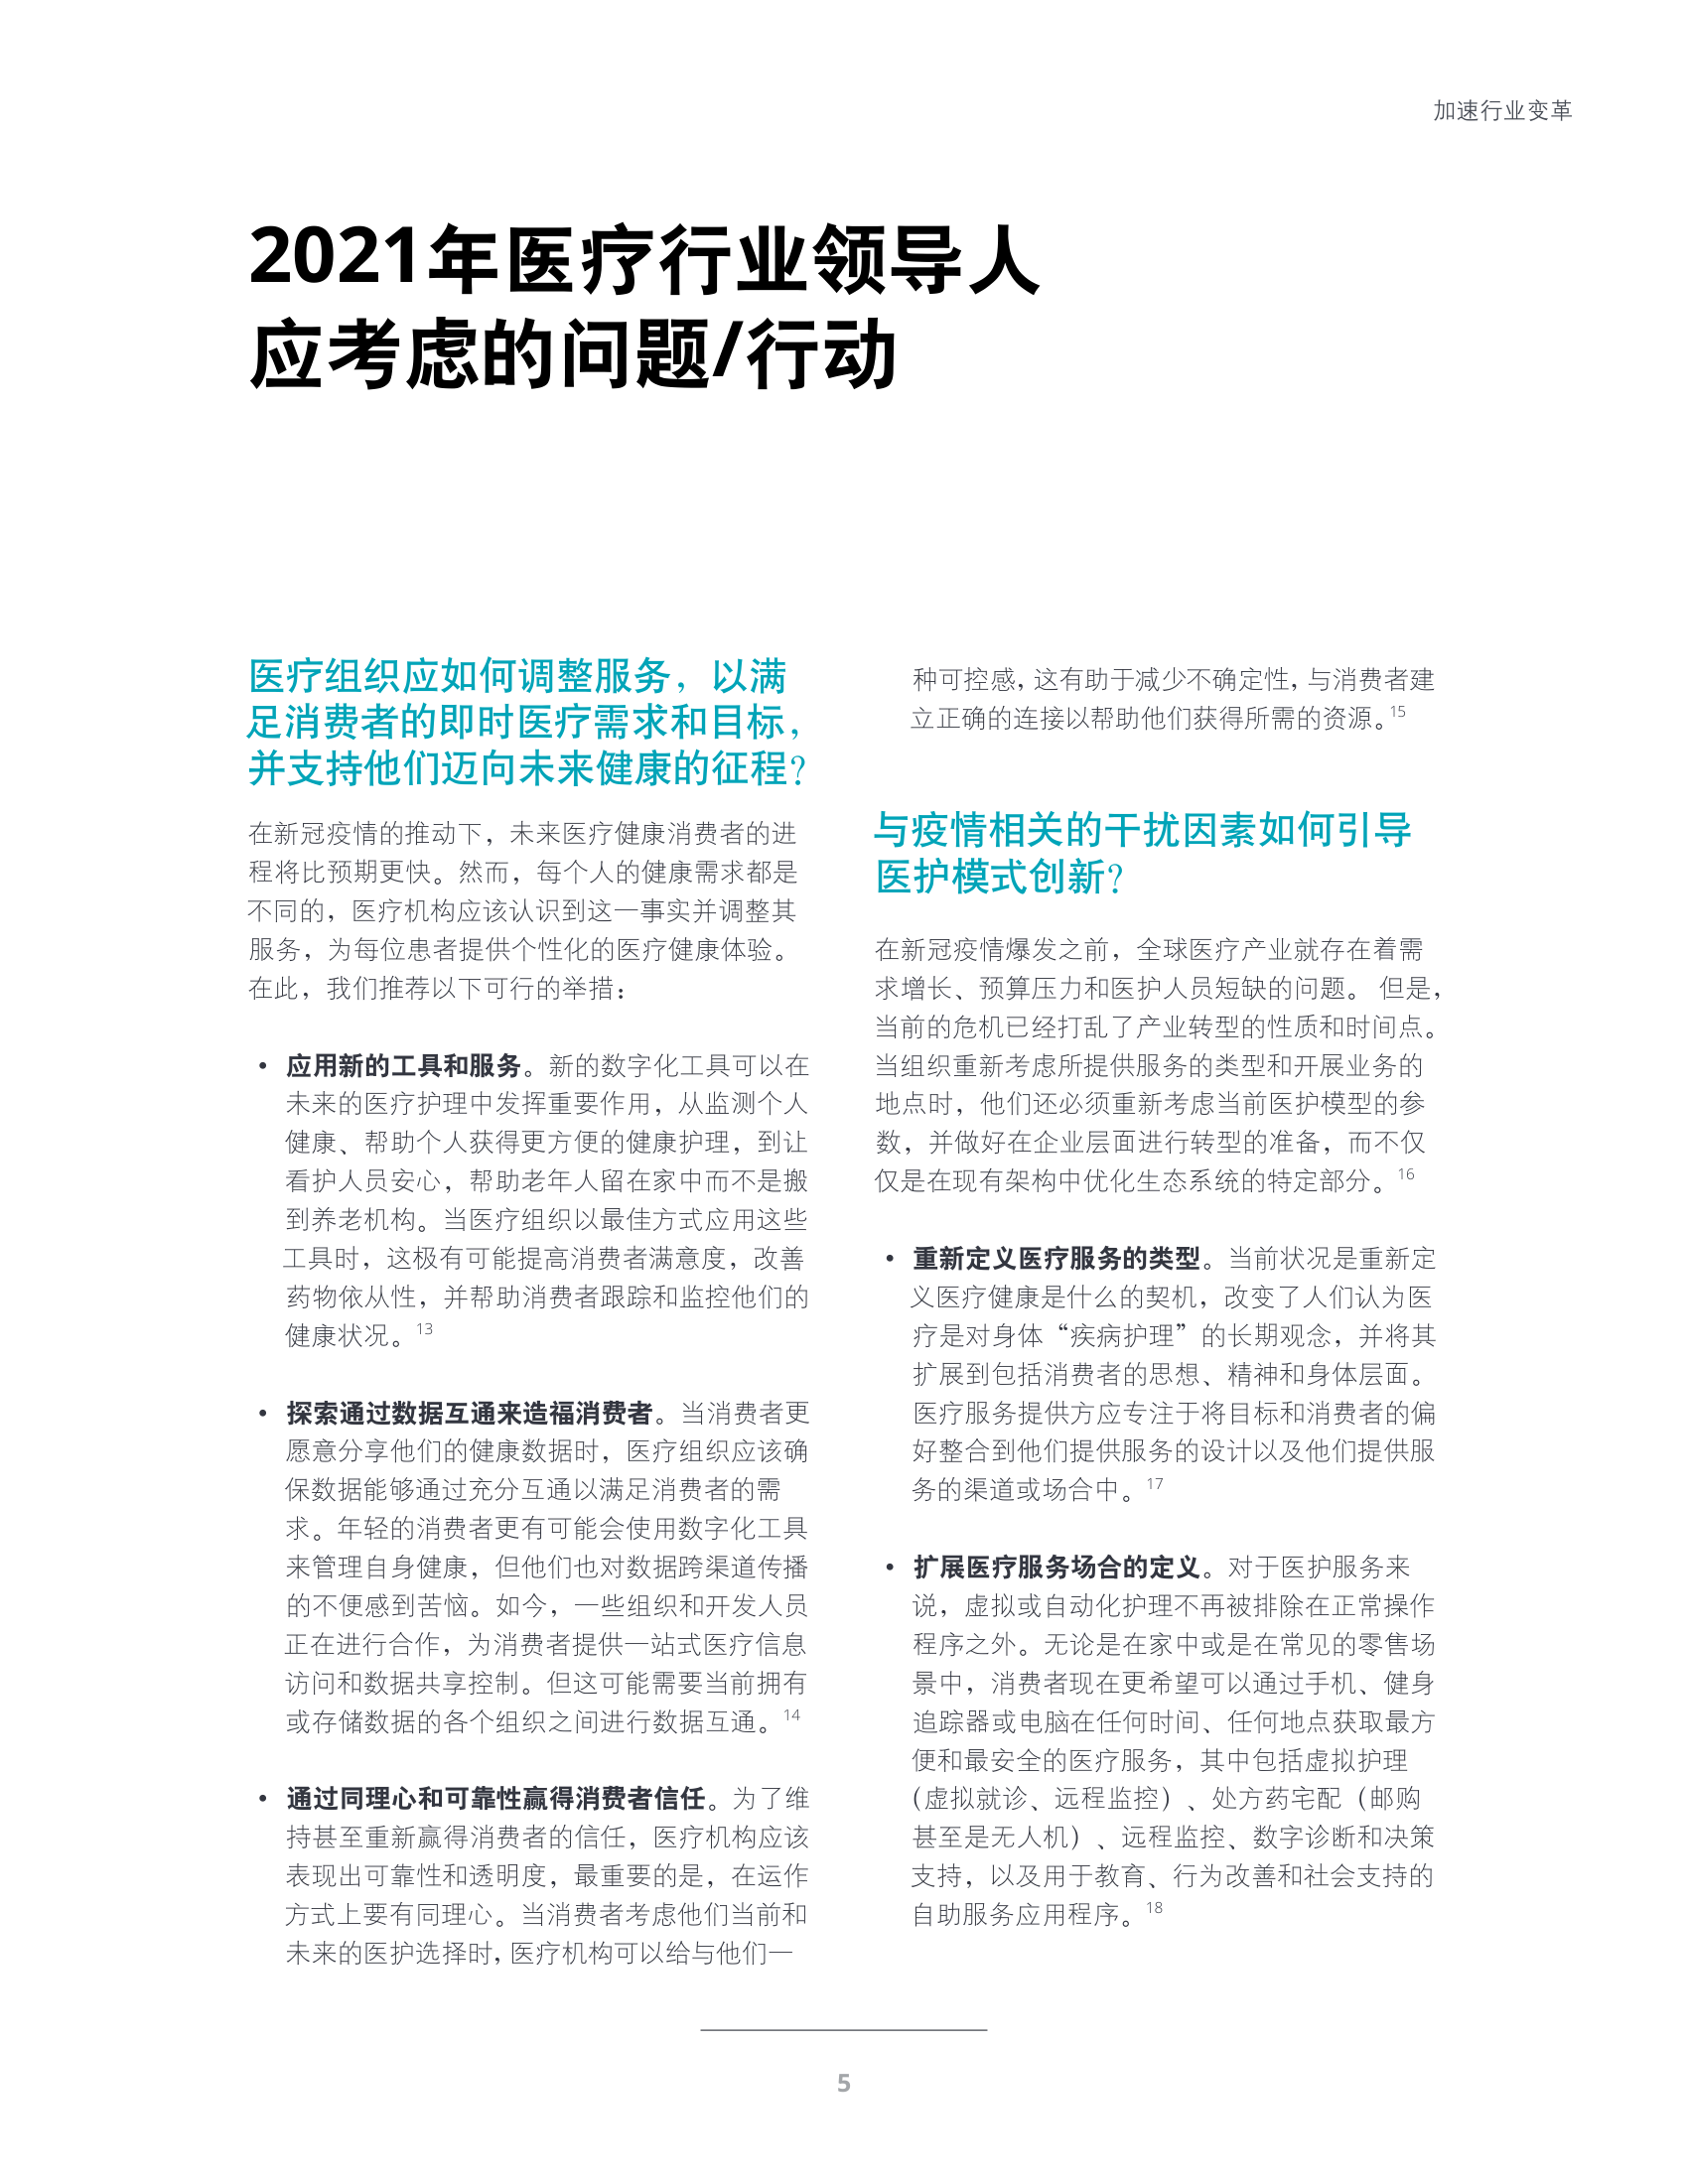 加速行业变革
2021年医疗行业领导人
应考虑的问题/行动
医疗组织应如何调整服务，以满
足消费者的即时医疗需求和目标，
并支持他们迈向未来健康的征程？
在新冠疫情的推动下，未来医疗健康消费者的进
程将比预期更快。然而，每个人的健康需求都是
不同的，医疗机构应该认识到这一事实并调整其
服务，为每位患者提供个性化的医疗健康体验。
在此，我们推荐以下可行的举措：
• 应用新的工具和服务。新的数字化工具可以在
未来的医疗护理中发挥重要作用，从监测个人
健康、帮助个人获得更方便的健康护理，到让
看护人员安心，帮助老年人留在家中而不是搬
到养老机构。当医疗组织以最佳方式应用这些
工具时，这极有可能提高消费者满意度，改善
药物依从性，并帮助消费者跟踪和监控他们的
健康状况。13
• 探索通过数据互通来造福消费者。当消费者更
愿意分享他们的健康数据时，医疗组织应该确
保数据能够通过充分互通以满足消费者的需
求。年轻的消费者更有可能会使用数字化工具
来管理自身健康，但他们也对数据跨渠道传播
的不便感到苦恼。如今，一些组织和开发人员
正在进行合作，为消费者提供一站式医疗信息
访问和数据共享控制。但这可能需要当前拥有
或存储数据的各个组织之间进行数据互通。14
• 通过同理心和可靠性赢得消费者信任。为了维
持甚至重新赢得消费者的信任，医疗机构应该
表现出可靠性和透明度，最重要的是，在运作
方式上要有同理心。当消费者考虑他们当前和
未来的医护选择时，医疗机构可以给与他们一
种可控感，这有助于减少不确定性，与消费者建
立正确的连接以帮助他们获得所需的资源。15
与疫情相关的干扰因素如何引导
医护模式创新？
在新冠疫情爆发之前，全球医疗产业就存在着需
求增长、预算压力和医护人员短缺的问题。 但是，
当前的危机已经打乱了产业转型的性质和时间点。
当组织重新考虑所提供服务的类型和开展业务的
地点时，他们还必须重新考虑当前医护模型的参
数，并做好在企业层面进行转型的准备，而不仅
仅是在现有架构中优化生态系统的特定部分。16
• 重新定义医疗服务的类型。当前状况是重新定
义医疗健康是什么的契机，改变了人们认为医
疗是对身体“疾病护理”的长期观念，并将其
扩展到包括消费者的思想、精神和身体层面。
医疗服务提供方应专注于将目标和消费者的偏
好整合到他们提供服务的设计以及他们提供服
务的渠道或场合中。17
• 扩展医疗服务场合的定义。对于医护服务来
说，虚拟或自动化护理不再被排除在正常操作
程序之外。无论是在家中或是在常见的零售场
景中，消费者现在更希望可以通过手机、健身
追踪器或电脑在任何时间、任何地点获取最方
便和最安全的医疗服务，其中包括虚拟护理
（虚拟就诊、远程监控）、处方药宅配（邮购
甚至是无人机）、远程监控、数字诊断和决策
支持，以及用于教育、行为改善和社会支持的
自助服务应用程序。18
5